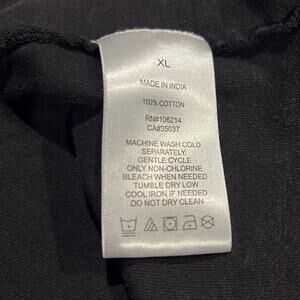 XL
MADE IN INDIA
100% COTTON
RN#106214
CA#35037
MACHINE WASH COLD
SEPARATELY,
GENTLE CYCLE
ONLY NON-CHLORINE
BLEACH WHEN NEEDED
TUMBLE DRY LOW
COOL IRON IF NEEDED
DO NOT DRY CLEAN